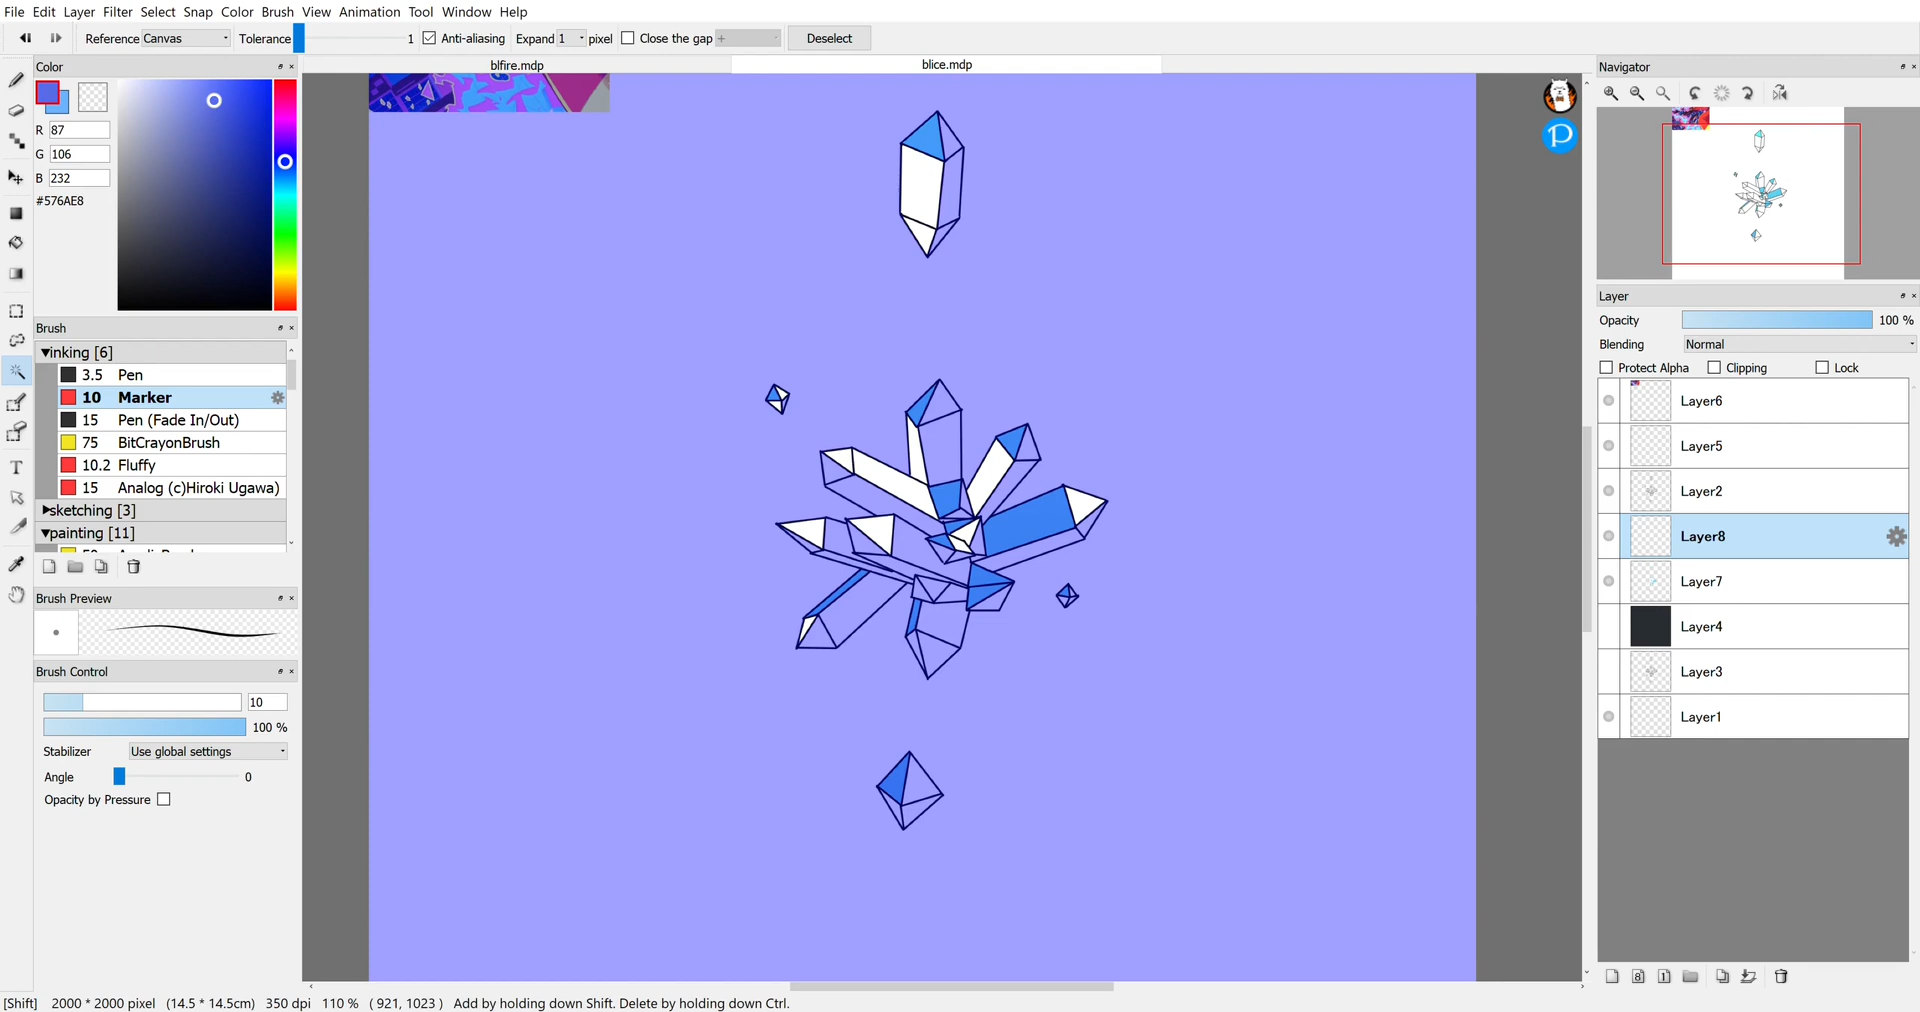 File Edit Layer Filter Select Snap Color Brush View Animation Tool Window Help
Reference Canvas Tolerance 1 Anti-aliasing Expand 1 pixel Close the gap + Deselect
Color
blfire.mdp
blice.mdp
Navigator
R 87
G 106
B 232
#576AE8
Layer
Opacity 100 %
Blending Normal
Protect Alpha Clipping Lock
Layer6
Layer5
Layer2
Layer8
Layer7
Layer4
Layer3
Layer1
Brush
inking [6]
3.5 Pen
10 Marker
15 Pen (Fade In/Out)
75 BitCrayonBrush
10.2 Fluffy
15 Analog (c)Hiroki Ugawa)
sketching [3]
painting [11]
Brush Preview
Brush Control
10
100 %
Stabilizer Use global settings
Angle 0
Opacity by Pressure
[Shift] 2000 * 2000 pixel (14.5 * 14.5cm) 350 dpi 110 % ( 921, 1023 ) Add by holding down Shift. Delete by holding down Ctrl.